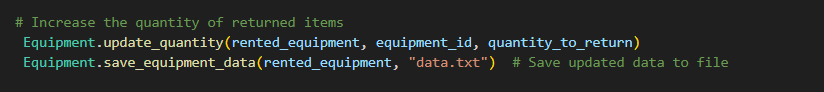 # Increase the quantity of returned items
Equipment.update_quantity(rented_equipment, equipment_id, quantity_to_return)
Equipment.save_equipment_data(rented_equipment, "data.txt")  # Save updated data to file